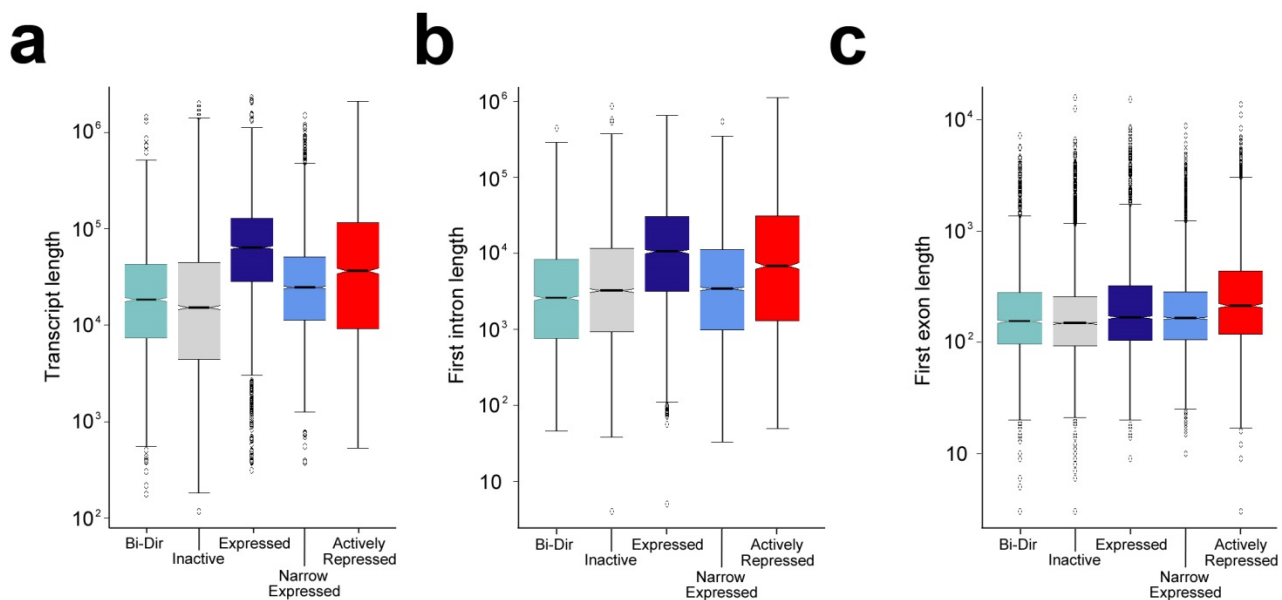 a
Transcript length
10^6
10^5
10^4
10^3
10^2
Bi-Dir
Inactive
Expressed
Narrow
Expressed
Actively
Repressed
b
First intron length
10^6
10^5
10^4
10^3
10^2
10
Bi-Dir
Inactive
Expressed
Narrow
Expressed
Actively
Repressed
c
First exon length
10^4
10^3
10^2
10
Bi-Dir
Inactive
Expressed
Narrow
Expressed
Actively
Repressed